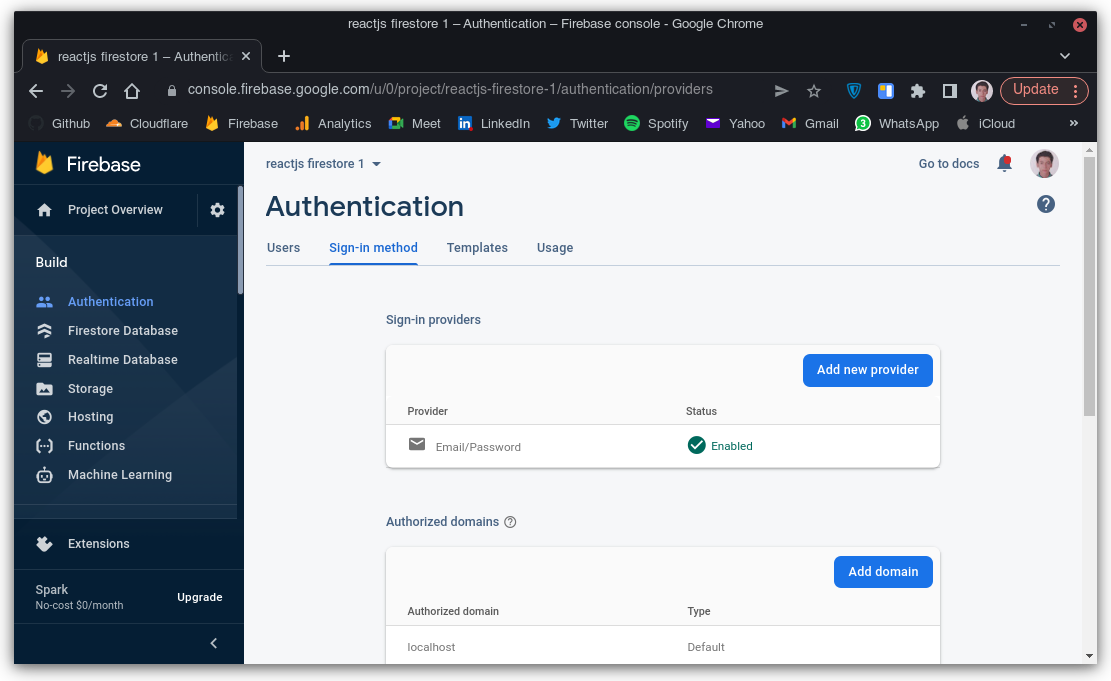 reactjs firestore 1 – Authentication – Firebase console - Google Chrome
reactjs firestore 1 – Authentic
console.firebase.google.com/u/0/project/reactjs-firestore-1/authentication/providers
Update
Github Cloudflare Firebase Analytics Meet LinkedIn Twitter Spotify Yahoo Gmail 3 WhatsApp iCloud »
Firebase
Project Overview
Build
Authentication
Firestore Database
Realtime Database
Storage
Hosting
Functions
Machine Learning
Extensions
Spark
No-cost $0/month
Upgrade
reactjs firestore 1
Go to docs
Authentication
Users Sign-in method Templates Usage
Sign-in providers
Add new provider
Provider Status
Email/Password Enabled
Authorized domains
Add domain
Authorized domain Type
localhost Default